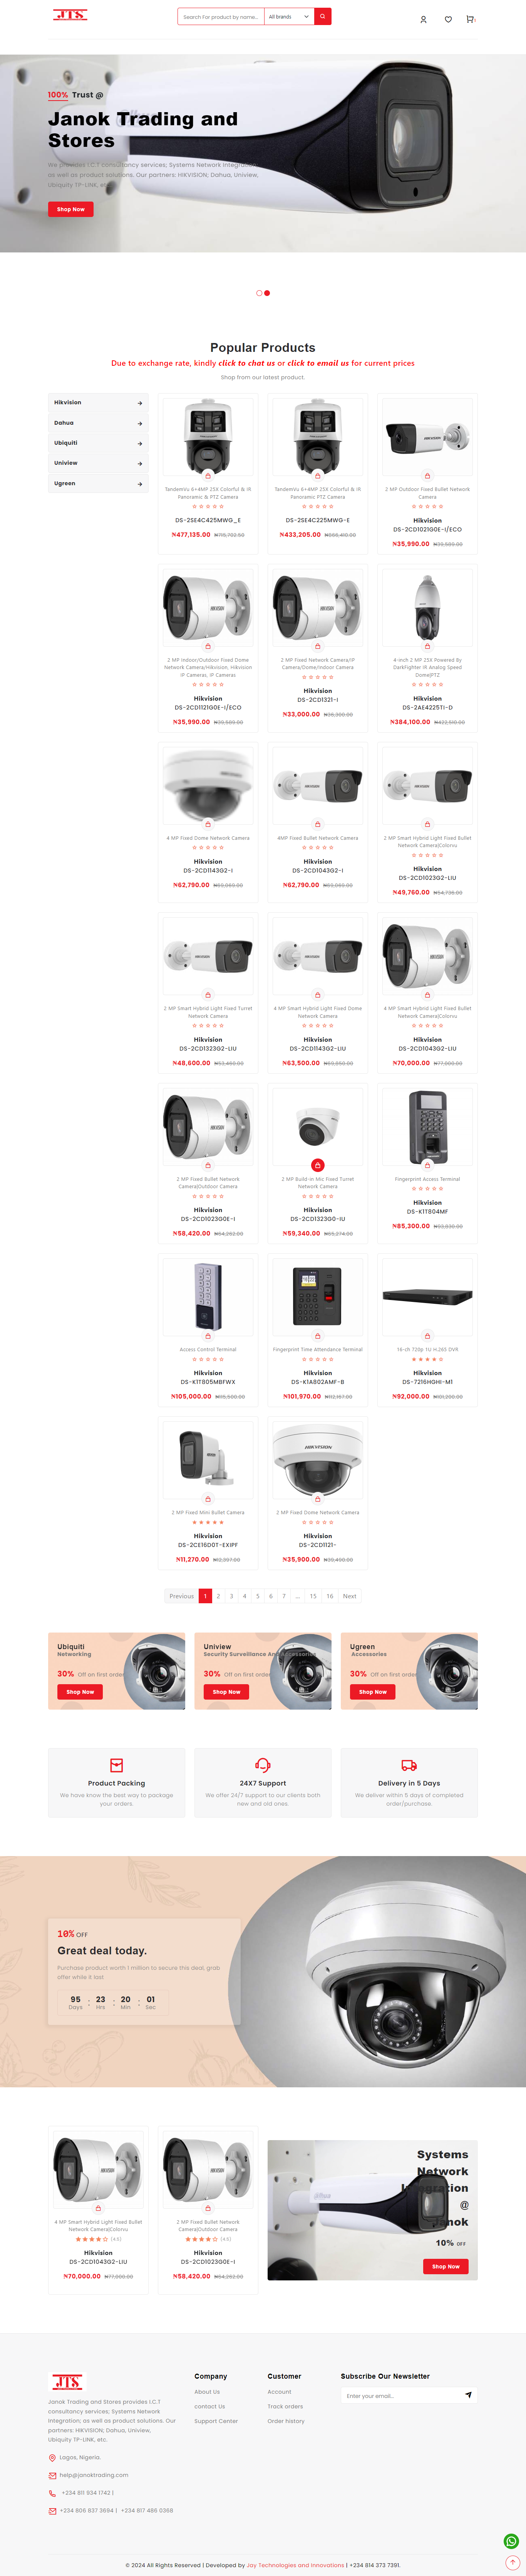 JTS
Search For product by name...
All brands
100% Trust @
Janok Trading and
Stores
We provides I.C.T consultancy services; Systems Network Integration;
as well as product solutions. Our partners: HIKVISION; Dahua, Uniview,
Ubiquity TP-LINK, etc.
Shop Now
Popular Products
Due to exchange rate, kindly click to chat us or click to email us for current prices
Shop from our latest product.
Hikvision
Dahua
Ubiquiti
Uniview
Ugreen
TandemVu 6+4MP 25X Colorful & IR
Panoramic & PTZ Camera
DS-2SE4C425MWG_E
₦477,135.00
TandemVu 6+4MP 25X Colorful & IR
Panoramic PTZ Camera
DS-2SE4C225MWG-E
₦433,205.00
2 MP Outdoor Fixed Bullet Network
Camera
Hikvision
DS-2CD1021G0E-I/ECO
₦35,990.00 ₦39,589.00
2 MP Indoor/Outdoor Fixed Dome
Network Camera/Hikvision, Hikvision
IP Cameras, IP Cameras
Hikvision
DS-2CD1121G0E-I/ECO
₦35,990.00 ₦39,589.00
2 MP Fixed Network Camera/IP
Camera/Dome/Indoor Camera
Hikvision
DS-2CD1321-I
₦33,000.00 ₦36,300.00
4-inch 2 MP 25X Powered By
DarkFighter IR Analog Speed
Dome|PTZ
Hikvision
DS-2AE4225TI-D
₦384,100.00 ₦422,510.00
4 MP Fixed Dome Network Camera
Hikvision
DS-2CD1143G2-I
₦62,790.00 ₦69,069.00
4MP Fixed Bullet Network Camera
Hikvision
DS-2CD1043G2-I
₦62,790.00 ₦69,069.00
2 MP Smart Hybrid Light Fixed Bullet
Network Camera|Colorvu
Hikvision
DS-2CD1023G2-LIU
₦49,760.00 ₦54,736.00
2 MP Smart Hybrid Light Fixed Turret
Network Camera
Hikvision
DS-2CD1323G2-LIU
₦48,600.00 ₦53,460.00
4 MP Smart Hybrid Light Fixed Dome
Network Camera
Hikvision
DS-2CD1143G2-LIU
₦63,500.00 ₦69,850.00
4 MP Smart Hybrid Light Fixed Bullet
Network Camera|Colorvu
Hikvision
DS-2CD1043G2-LIU
₦70,000.00 ₦77,000.00
2 MP Fixed Bullet Network
Camera|Outdoor Camera
Hikvision
DS-2CD1023G0E-I
₦58,420.00 ₦64,262.00
2 MP Build-in Mic Fixed Turret
Network Camera
Hikvision
DS-2CD1323G0-IU
₦59,340.00 ₦65,274.00
Fingerprint Access Terminal
Hikvision
DS-K1T804MF
₦85,300.00 ₦93,830.00
Access Control Terminal
Hikvision
DS-K1T805MBFWX
₦105,000.00 ₦115,500.00
Fingerprint Time Attendance Terminal
Hikvision
DS-K1A802AMF-B
₦101,970.00 ₦112,167.00
16-ch 720p 1U H.265 DVR
Hikvision
DS-7216HGHI-M1
₦92,000.00 ₦101,200.00
2 MP Fixed Mini Bullet Camera
Hikvision
DS-2CE16D0T-EXIPF
₦11,270.00 ₦12,397.00
2 MP Fixed Dome Network Camera
Hikvision
DS-2CD1121-
₦35,900.00 ₦39,490.00
Previous 1 2 3 4 5 6 7 ... 15 16 Next
Ubiquiti
Networking
30% Off on first order
Shop Now
Uniview
Security Surveillance And Accessories
30% Off on first order
Shop Now
Ugreen
Accessories
30% Off on first order
Shop Now
Product Packing
We have know the best way to package
your orders.
24X7 Support
We offer 24/7 support to our clients both
new and old ones
Delivery in 5 Days
We deliver within 5 days of completed
order/purchase.
10% OFF
Great deal today.
Purchase product worth 1 million to secure this deal, grab
offer while it last
95 : 23 : 20 : 01
Days Hrs Min Sec
4 MP Smart Hybrid Light Fixed Bullet
Network Camera|Colorvu
(4.5)
Hikvision
DS-2CD1043G2-LIU
₦70,000.00 ₦77,000.00
2 MP Fixed Bullet Network
Camera|Outdoor Camera
(4.5)
Hikvision
DS-2CD1023G0E-I
₦58,420.00 ₦64,262.00
Systems
Network
Integration
@
Janok
10% OFF
Shop Now
JTS
Janok Trading and Stores provides I.C.T
consultancy services; Systems Network
Integration; as well as product solutions. Our
partners: HIKVISION; Dahua, Uniview,
Ubiquity TP-LINK, etc.
Lagos, Nigeria.
help@janoktrading.com
+234 811 934 1742 |
+234 806 837 3694 | +234 817 486 0368
Company
About Us
contact Us
Support Center
Customer
Account
Track orders
Order history
Subscribe Our Newsletter
Enter your email...
© 2024 All Rights Reserved | Developed by Jay Technologies and Innovations | +234 814 373 7391.